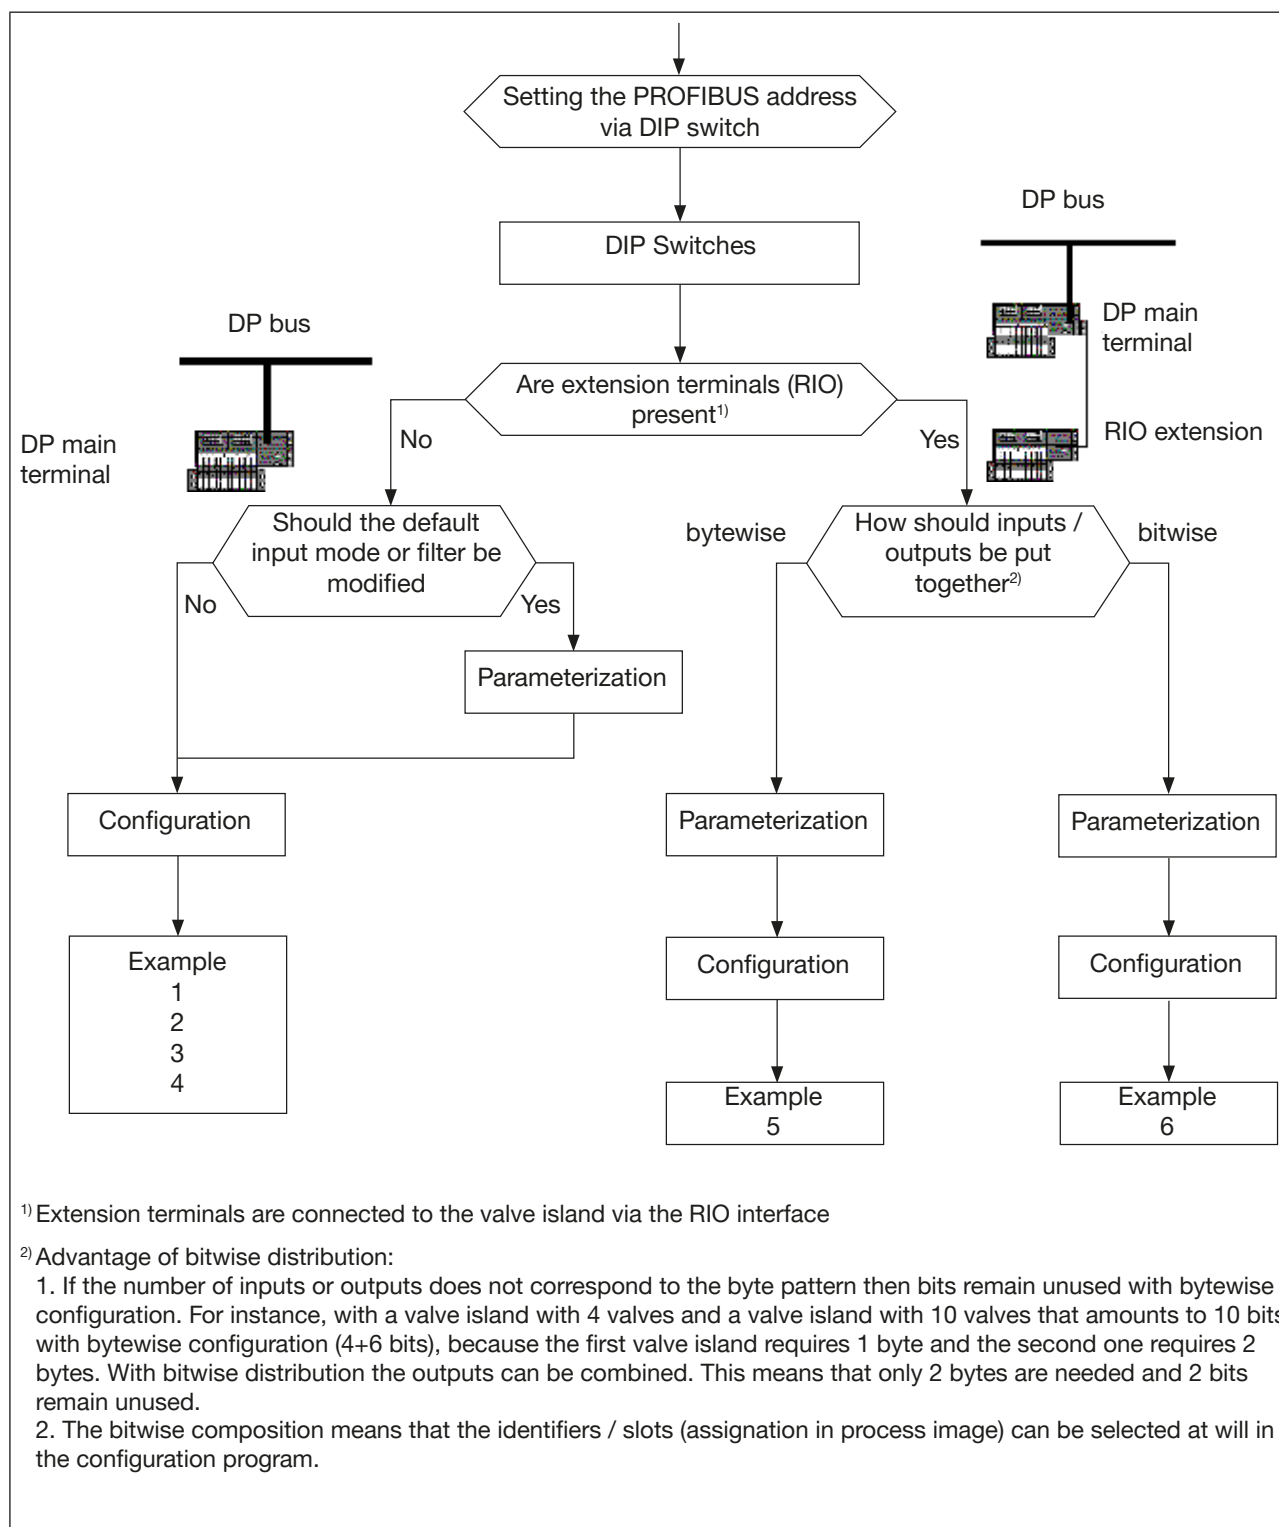 Setting the PROFIBUS address
via DIP switch
DIP Switches
DP bus
DP main
terminal
RIO extension
DP bus
DP main
terminal
Are extension terminals (RIO)
present1)
No
Yes
Should the default
input mode or filter be
modified
No
Yes
bytewise
How should inputs /
outputs be put
together2)
bitwise
Parameterization
Configuration
Parameterization
Parameterization
Configuration
Configuration
Example
1
2
3
4
Example
5
Example
6
1) Extension terminals are connected to the valve island via the RIO interface
2) Advantage of bitwise distribution:
1. If the number of inputs or outputs does not correspond to the byte pattern then bits remain unused with bytewise
configuration. For instance, with a valve island with 4 valves and a valve island with 10 valves that amounts to 10 bits
with bytewise configuration (4+6 bits), because the first valve island requires 1 byte and the second one requires 2
bytes. With bitwise distribution the outputs can be combined. This means that only 2 bytes are needed and 2 bits
remain unused.
2. The bitwise composition means that the identifiers / slots (assignation in process image) can be selected at will in
the configuration program.